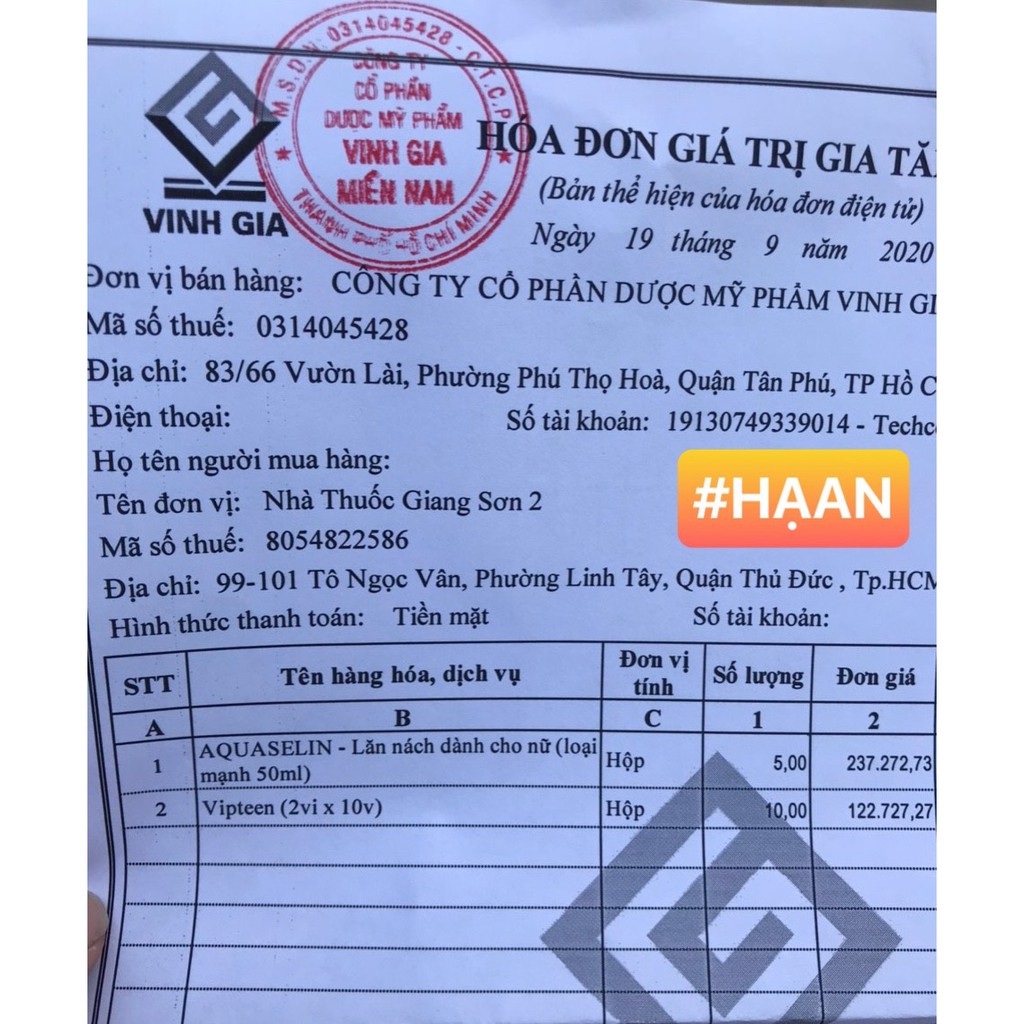 M.S.D.N: 0314045428 - C.T.C.P
CÔNG TY
CỔ PHẦN
DƯỢC MỸ PHẨM
VINH GIA
MIỀN NAM
VINH GIA
HÓA ĐƠN GIÁ TRỊ GIA
(Bản thể hiện của hóa đơn điện tử)
Ngày 19 tháng 9 năm 2020
Đơn vị bán hàng: CÔNG TY CỔ PHẦN DƯỢC MỸ PHẨM VINH
Mã số thuế: 0314045428
Địa chỉ: 83/66 Vườn Lài, Phường Phú Thọ Hoà, Quận Tân Phú, TP Hồ
Điện thoại: Số tài khoản: 19130749339014 -
Họ tên người mua hàng:
#HẠAN
Tên đơn vị: Nhà Thuốc Giang Sơn 2
Mã số thuế: 8054822586
Địa chỉ: 99-101 Tô Ngọc Vân, Phường Linh Tây, Quận Thủ Đức , Tp.HCM
Hình thức thanh toán: Tiền mặt Số tài khoản:
STT Tên hàng hóa, dịch vụ Đơn vị tính Số lượng Đơn giá
A B C 1 2
1 AQUASELIN - Lăn nách dành cho nữ (loại mạnh 50ml) Hộp 5,00 237.272,73
2 Vipteen (2vi x 10v) Hộp 10,00 122.727,27